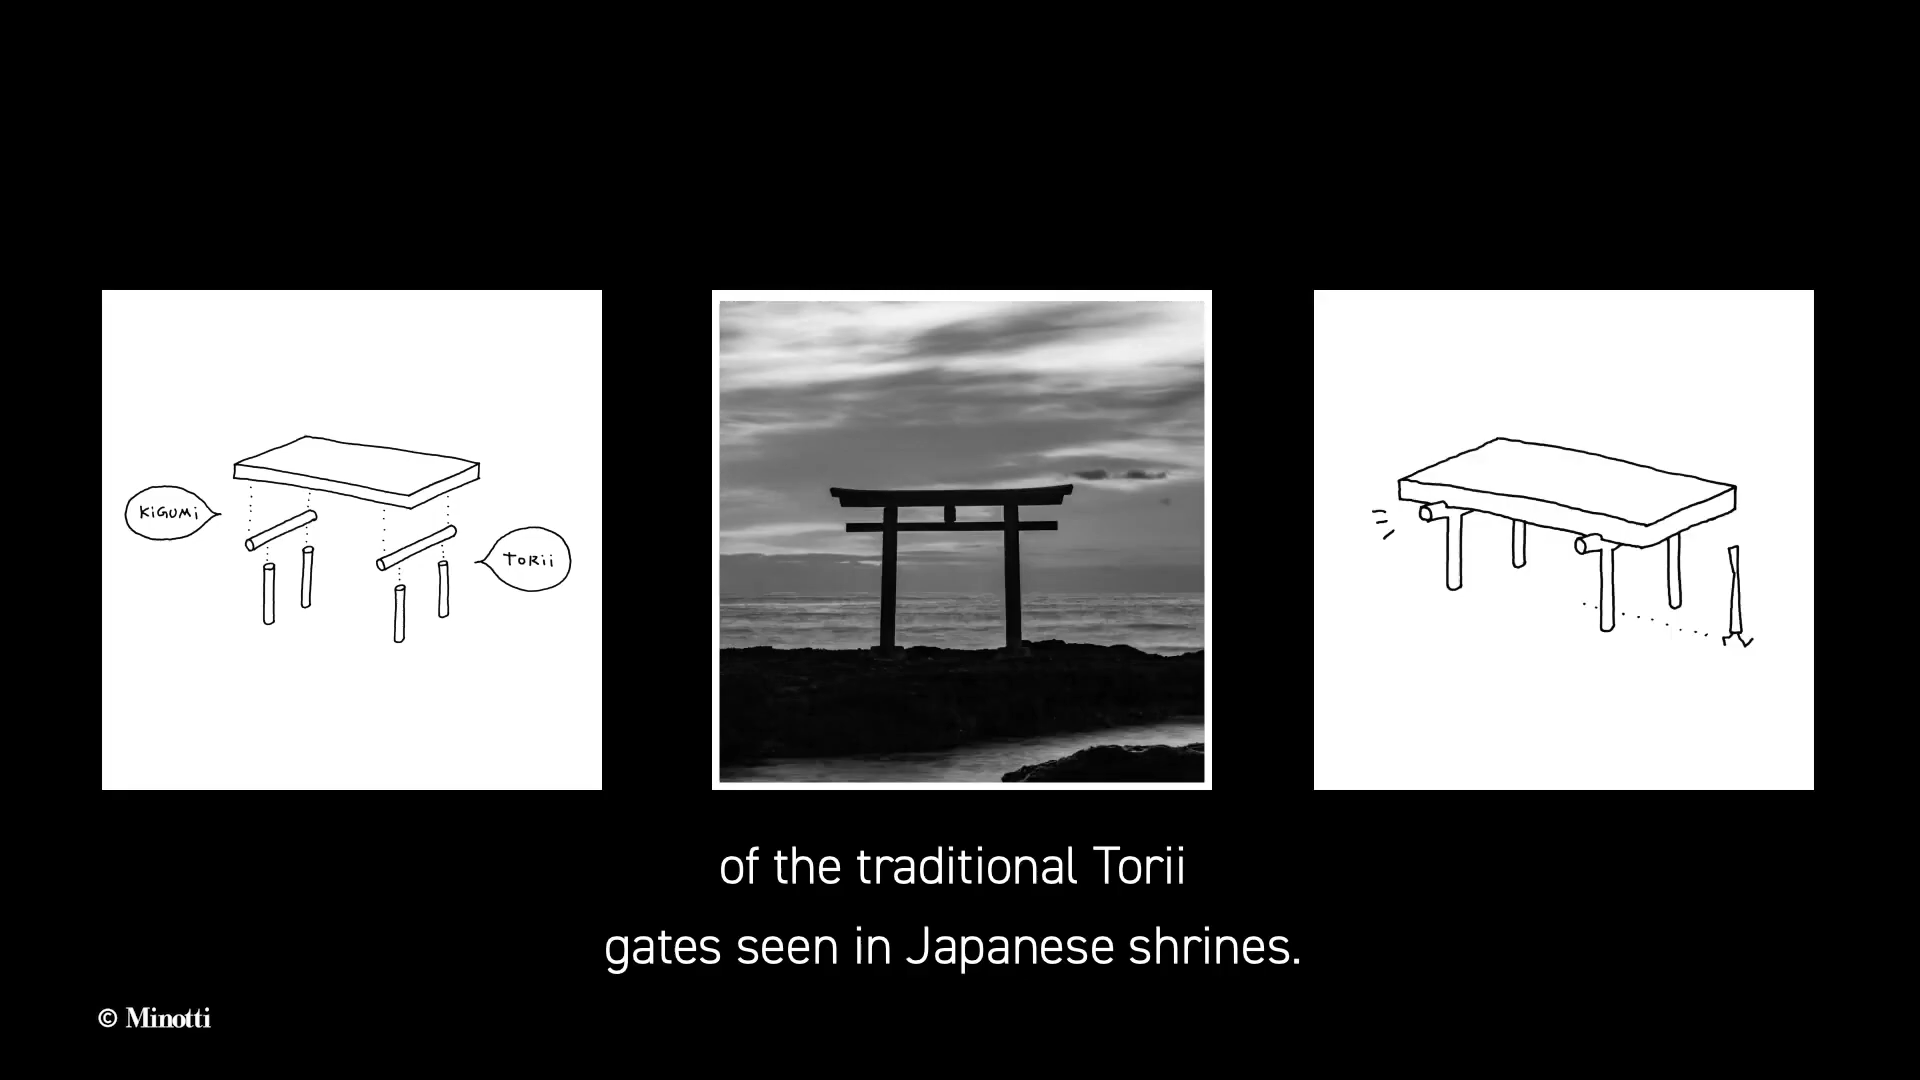 KiGUMi
TORii
of the traditional Torii
gates seen in Japanese shrines.
© Minotti